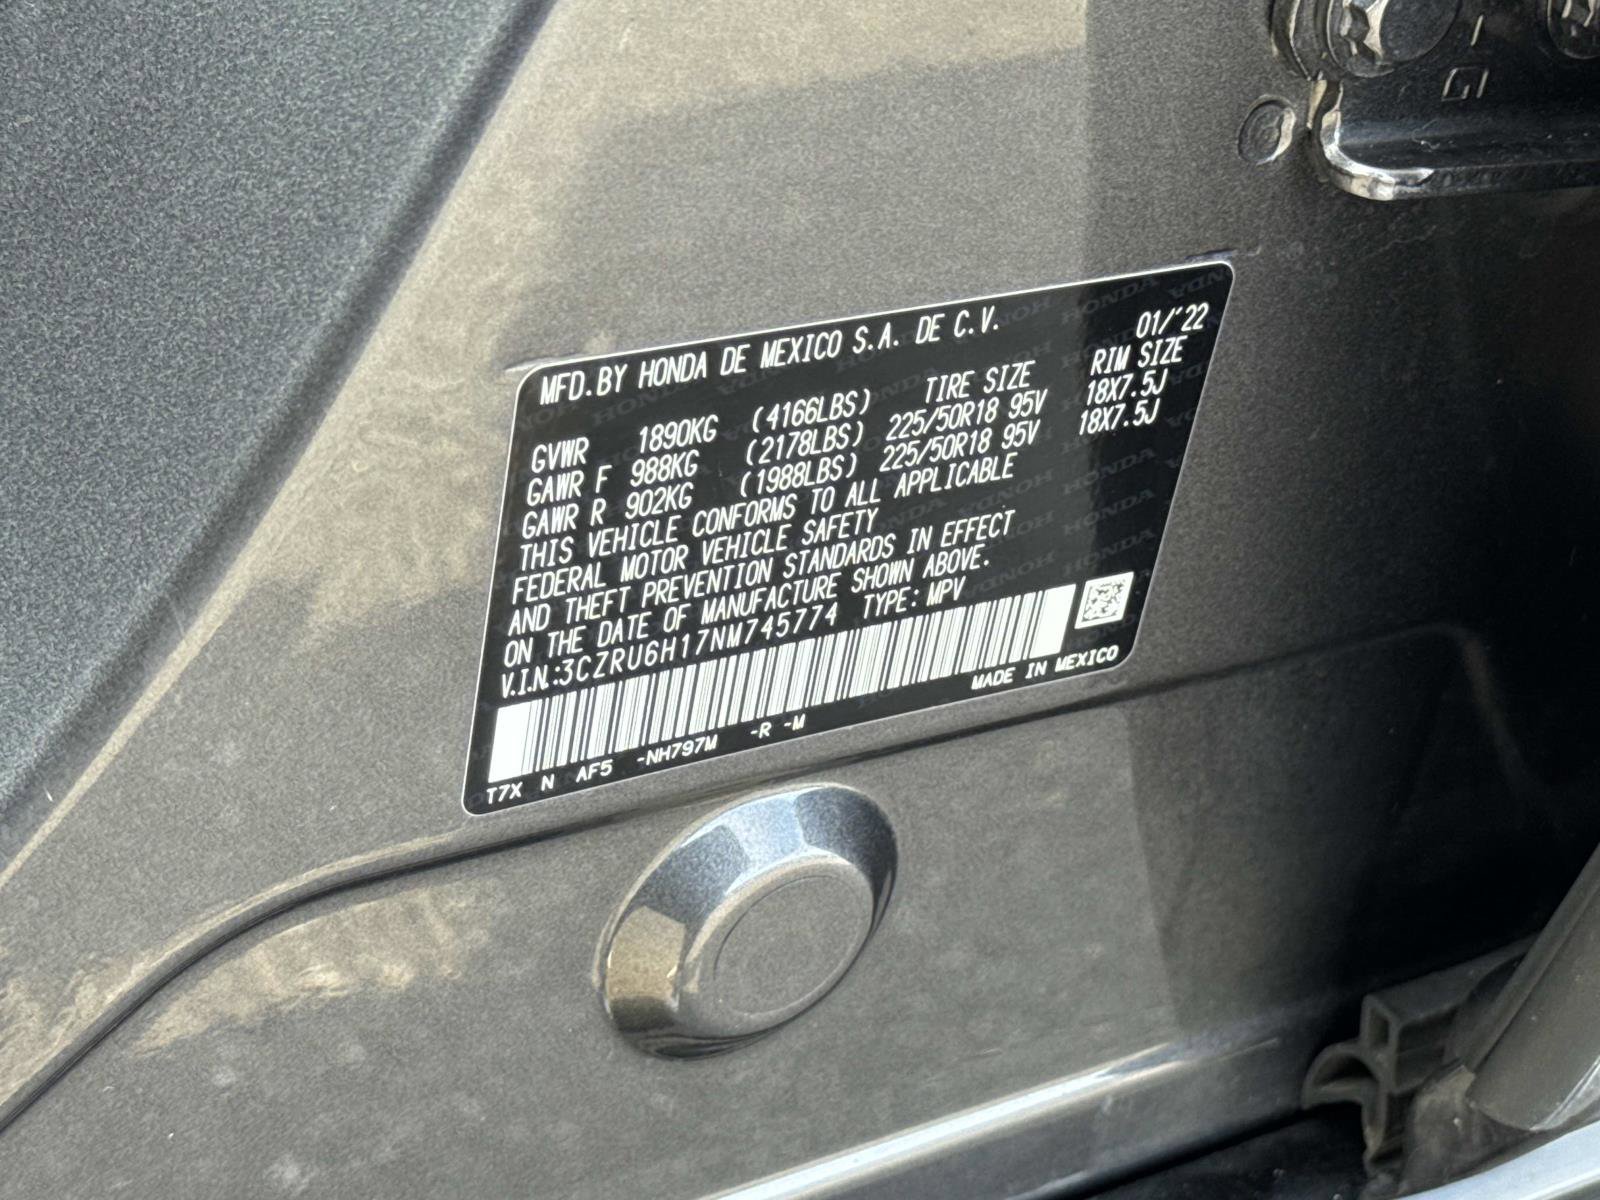 MFD.BY HONDA DE MEXICO S.A. DE C.V. 01/'22
TIRE SIZE RIM SIZE
GVWR 1890KG (4166LBS)
GAWR F 988KG (2178LBS) 225/50R18 95V 18X7.5J
GAWR R 902KG (1988LBS) 225/50R18 95V 18X7.5J
THIS VEHICLE CONFORMS TO ALL APPLICABLE
FEDERAL MOTOR VEHICLE SAFETY
AND THEFT PREVENTION STANDARDS IN EFFECT
ON THE DATE OF MANUFACTURE SHOWN ABOVE.
V.I.N.:3CZRU6H17NM745774 TYPE: MPV
MADE IN MEXICO
T7X N AF5 -NH797M -R -M